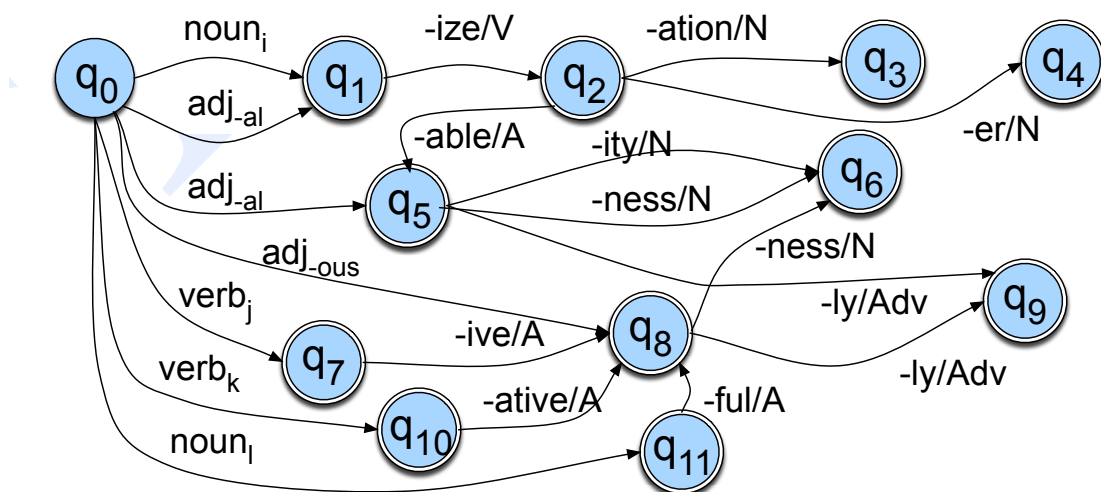 noun_i
-ize/V
-ation/N
q_0
q_1
q_2
q_3
q_4
adj_-al
-able/A
-ity/N
-er/N
adj_-al
q_5
-ness/N
q_6
adj_-ous
-ness/N
verb_j
-ly/Adv
q_9
-ive/A
q_8
q_7
verb_k
-ative/A
-ful/A
-ly/Adv
noun_l
q_10
q_11